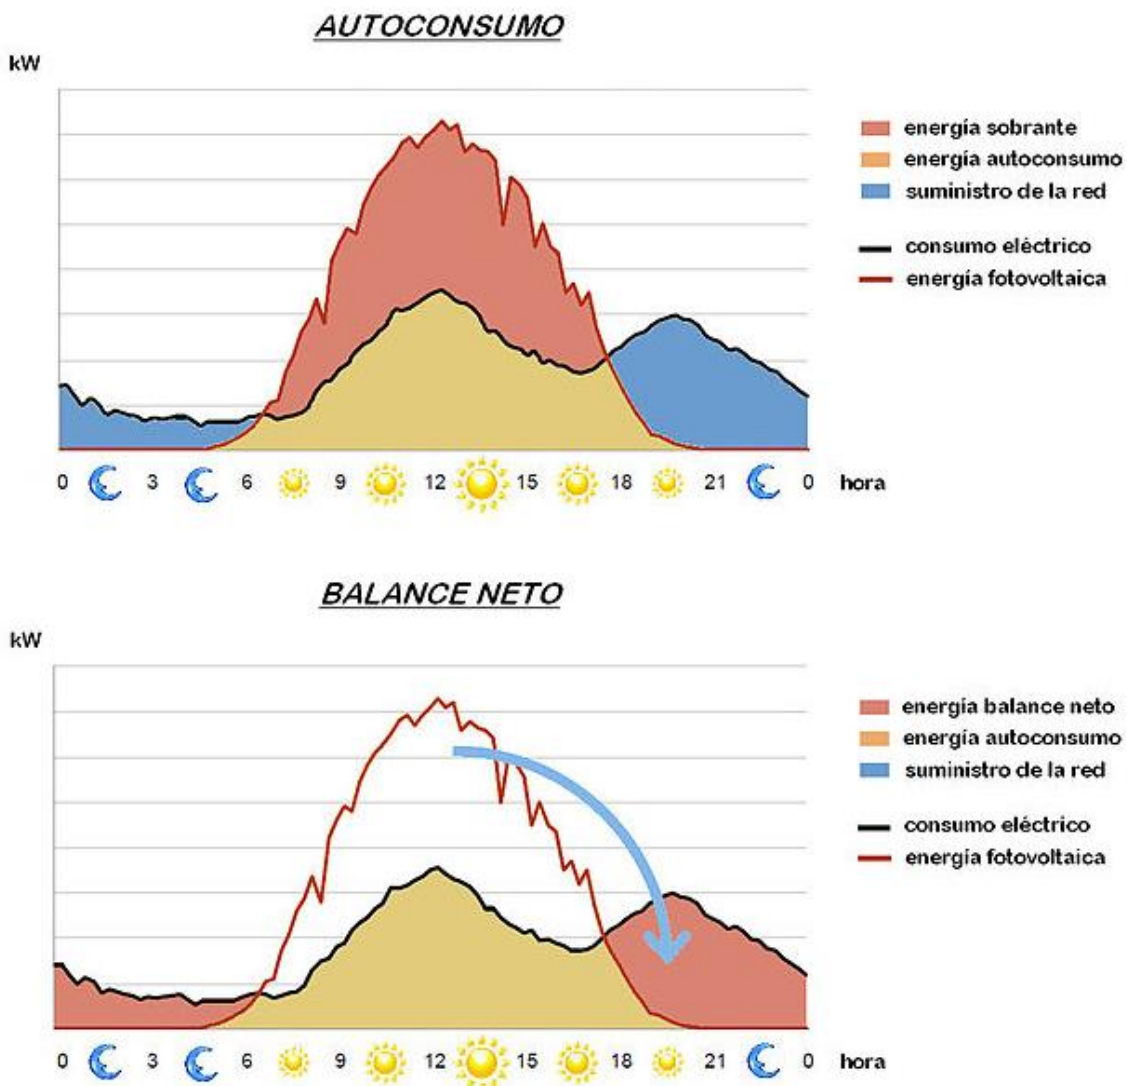 AUTOCONSUMO
kW
energía sobrante
energía autoconsumo
suministro de la red
consumo eléctrico
energía fotovoltaica
0 3 6 9 12 15 18 21 0 hora
BALANCE NETO
kW
energía balance neto
energía autoconsumo
suministro de la red
consumo eléctrico
energía fotovoltaica
0 3 6 9 12 15 18 21 0 hora